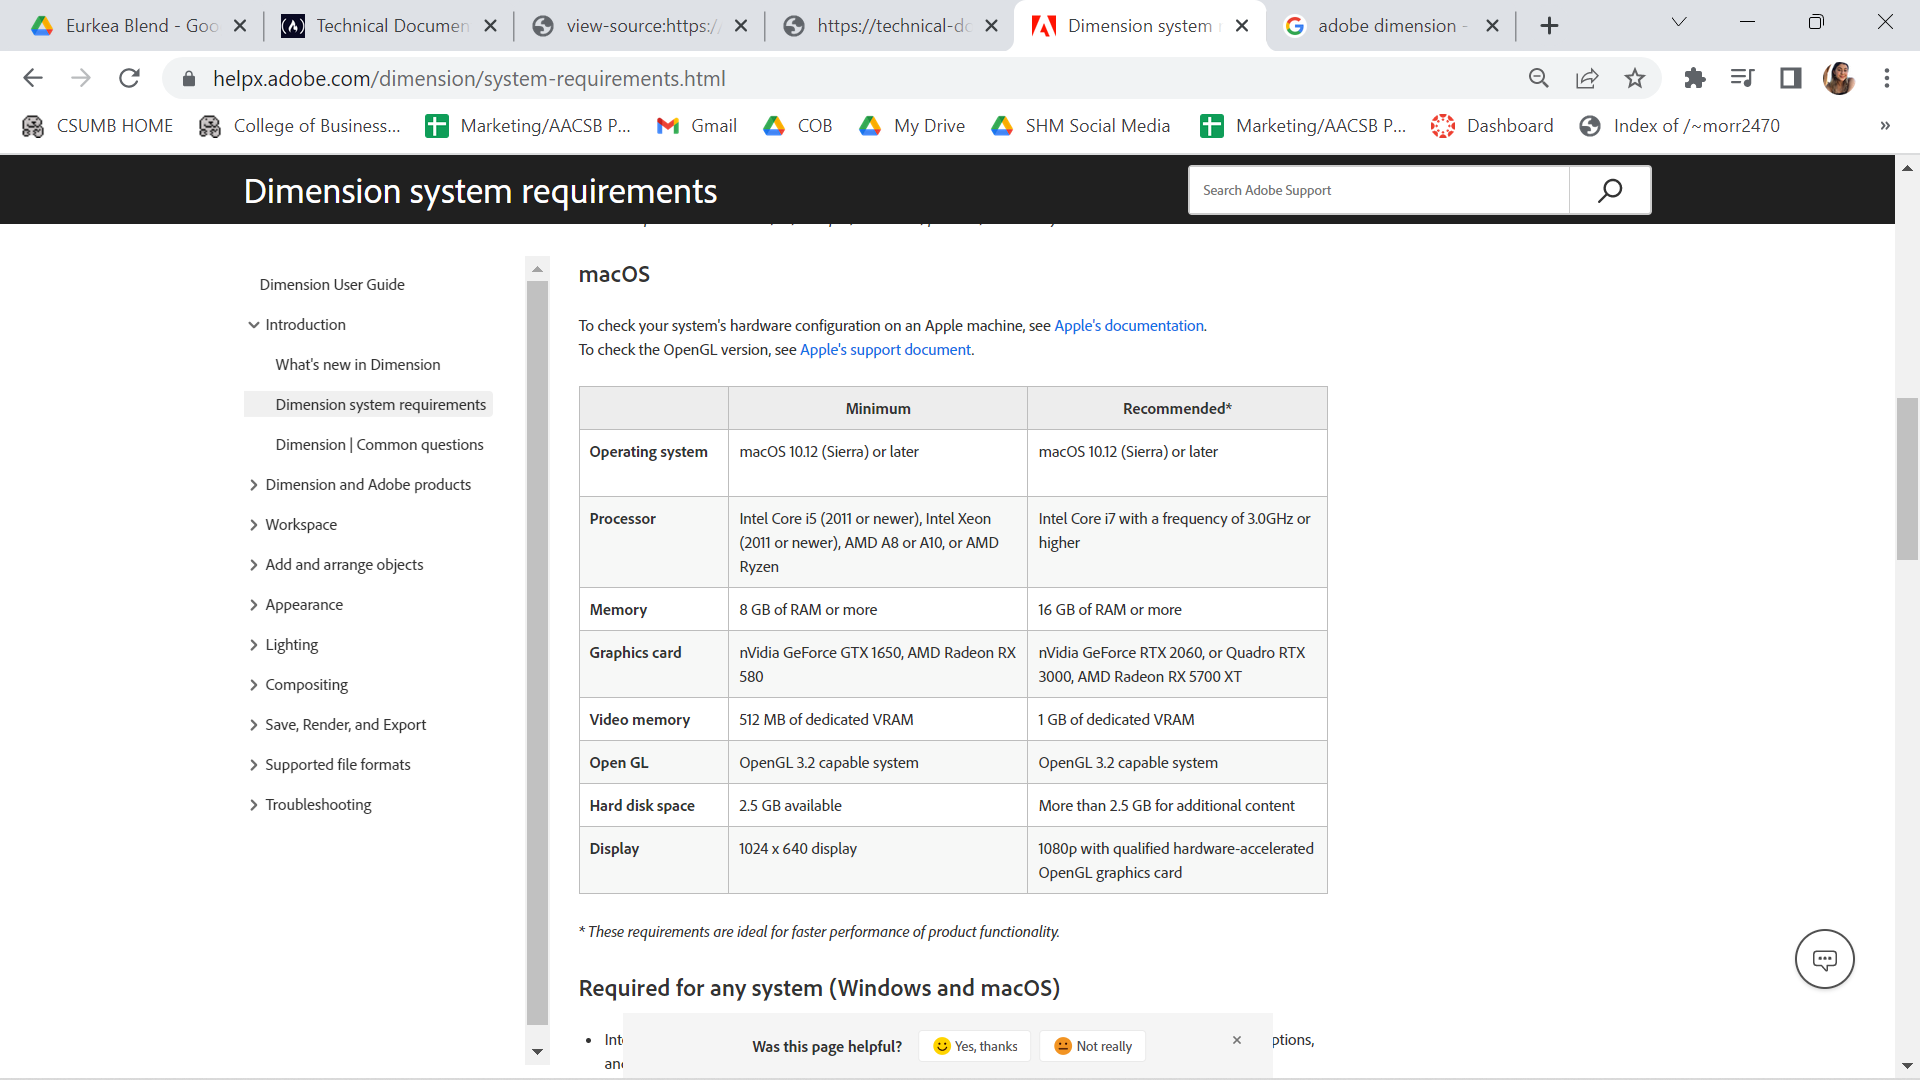 Eurkea Blend - Goo
Technical Documen
view-source:https:/
https://technical-do
Dimension system
adobe dimension -
helpx.adobe.com/dimension/system-requirements.html
CSUMB HOME
College of Business...
Marketing/AACSB P...
Gmail
COB
My Drive
SHM Social Media
Marketing/AACSB P...
Dashboard
Index of /~morr2470
»
Dimension system requirements
Search Adobe Support
Dimension User Guide
Introduction
What's new in Dimension
Dimension system requirements
Dimension | Common questions
Dimension and Adobe products
Workspace
Add and arrange objects
Appearance
Lighting
Compositing
Save, Render, and Export
Supported file formats
Troubleshooting
macOS
To check your system's hardware configuration on an Apple machine, see Apple's documentation.
To check the OpenGL version, see Apple's support document.
Minimum Recommended*
Operating system macOS 10.12 (Sierra) or later macOS 10.12 (Sierra) or later
Processor Intel Core i5 (2011 or newer), Intel Xeon Intel Core i7 with a frequency of 3.0GHz or
(2011 or newer), AMD A8 or A10, or AMD higher
Ryzen
Memory 8 GB of RAM or more 16 GB of RAM or more
Graphics card nVidia GeForce GTX 1650, AMD Radeon RX nVidia GeForce RTX 2060, or Quadro RTX
580 3000, AMD Radeon RX 5700 XT
Video memory 512 MB of dedicated VRAM 1 GB of dedicated VRAM
Open GL OpenGL 3.2 capable system OpenGL 3.2 capable system
Hard disk space 2.5 GB available More than 2.5 GB for additional content
Display 1024 x 640 display 1080p with qualified hardware-accelerated
OpenGL graphics card
* These requirements are ideal for faster performance of product functionality.
Required for any system (Windows and macOS)
Was this page helpful? Yes, thanks Not really
ptions,